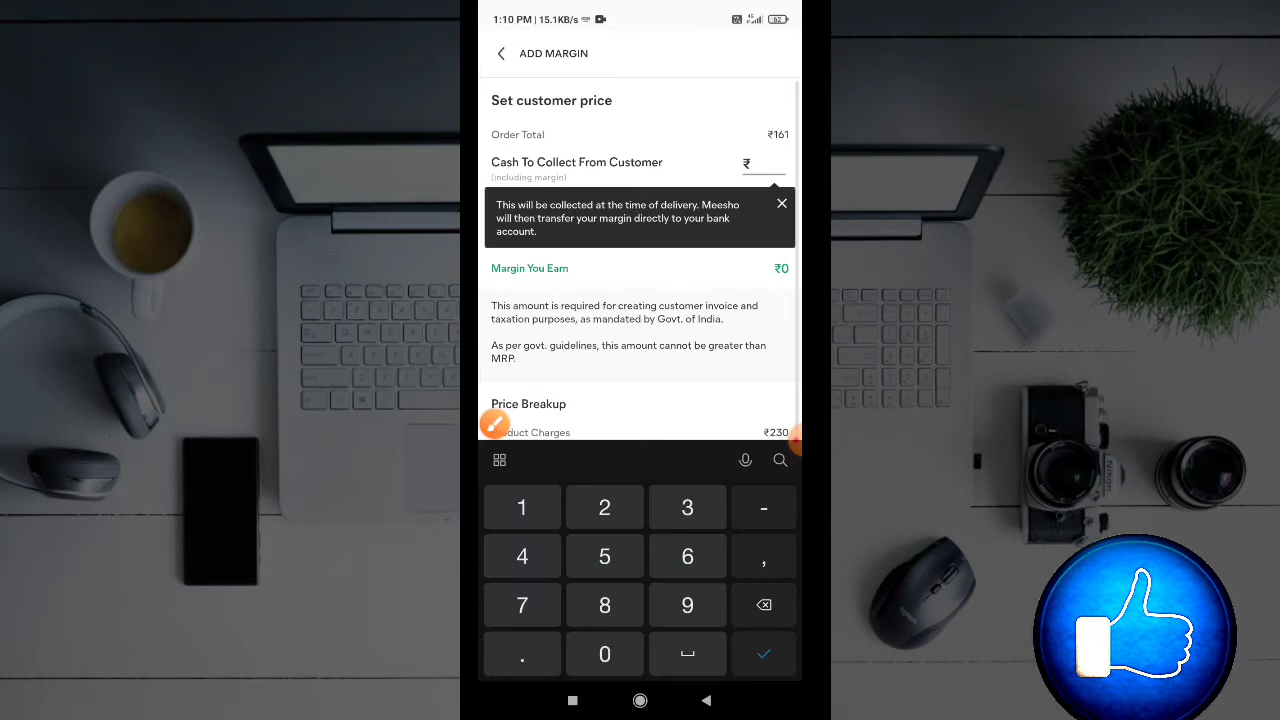 1:10 PM | 15.1KB/s
62
ADD MARGIN
Set customer price
Order Total ₹161
Cash To Collect From Customer ₹
(including margin)
This will be collected at the time of delivery. Meesho
will then transfer your margin directly to your bank
account.
Margin You Earn ₹0
This amount is required for creating customer invoice and
taxation purposes, as mandated by Govt. of India.
As per govt. guidelines, this amount cannot be greater than
MRP.
Price Breakup
duct Charges ₹230
1 2 3 -
4 5 6 ,
7 8 9
. 0